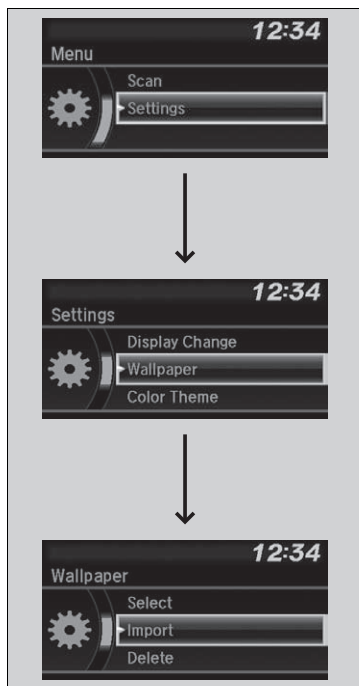 12:34
Menu
Scan
Settings
12:34
Settings
Display Change
Wallpaper
Color Theme
12:34
Wallpaper
Select
Import
Delete